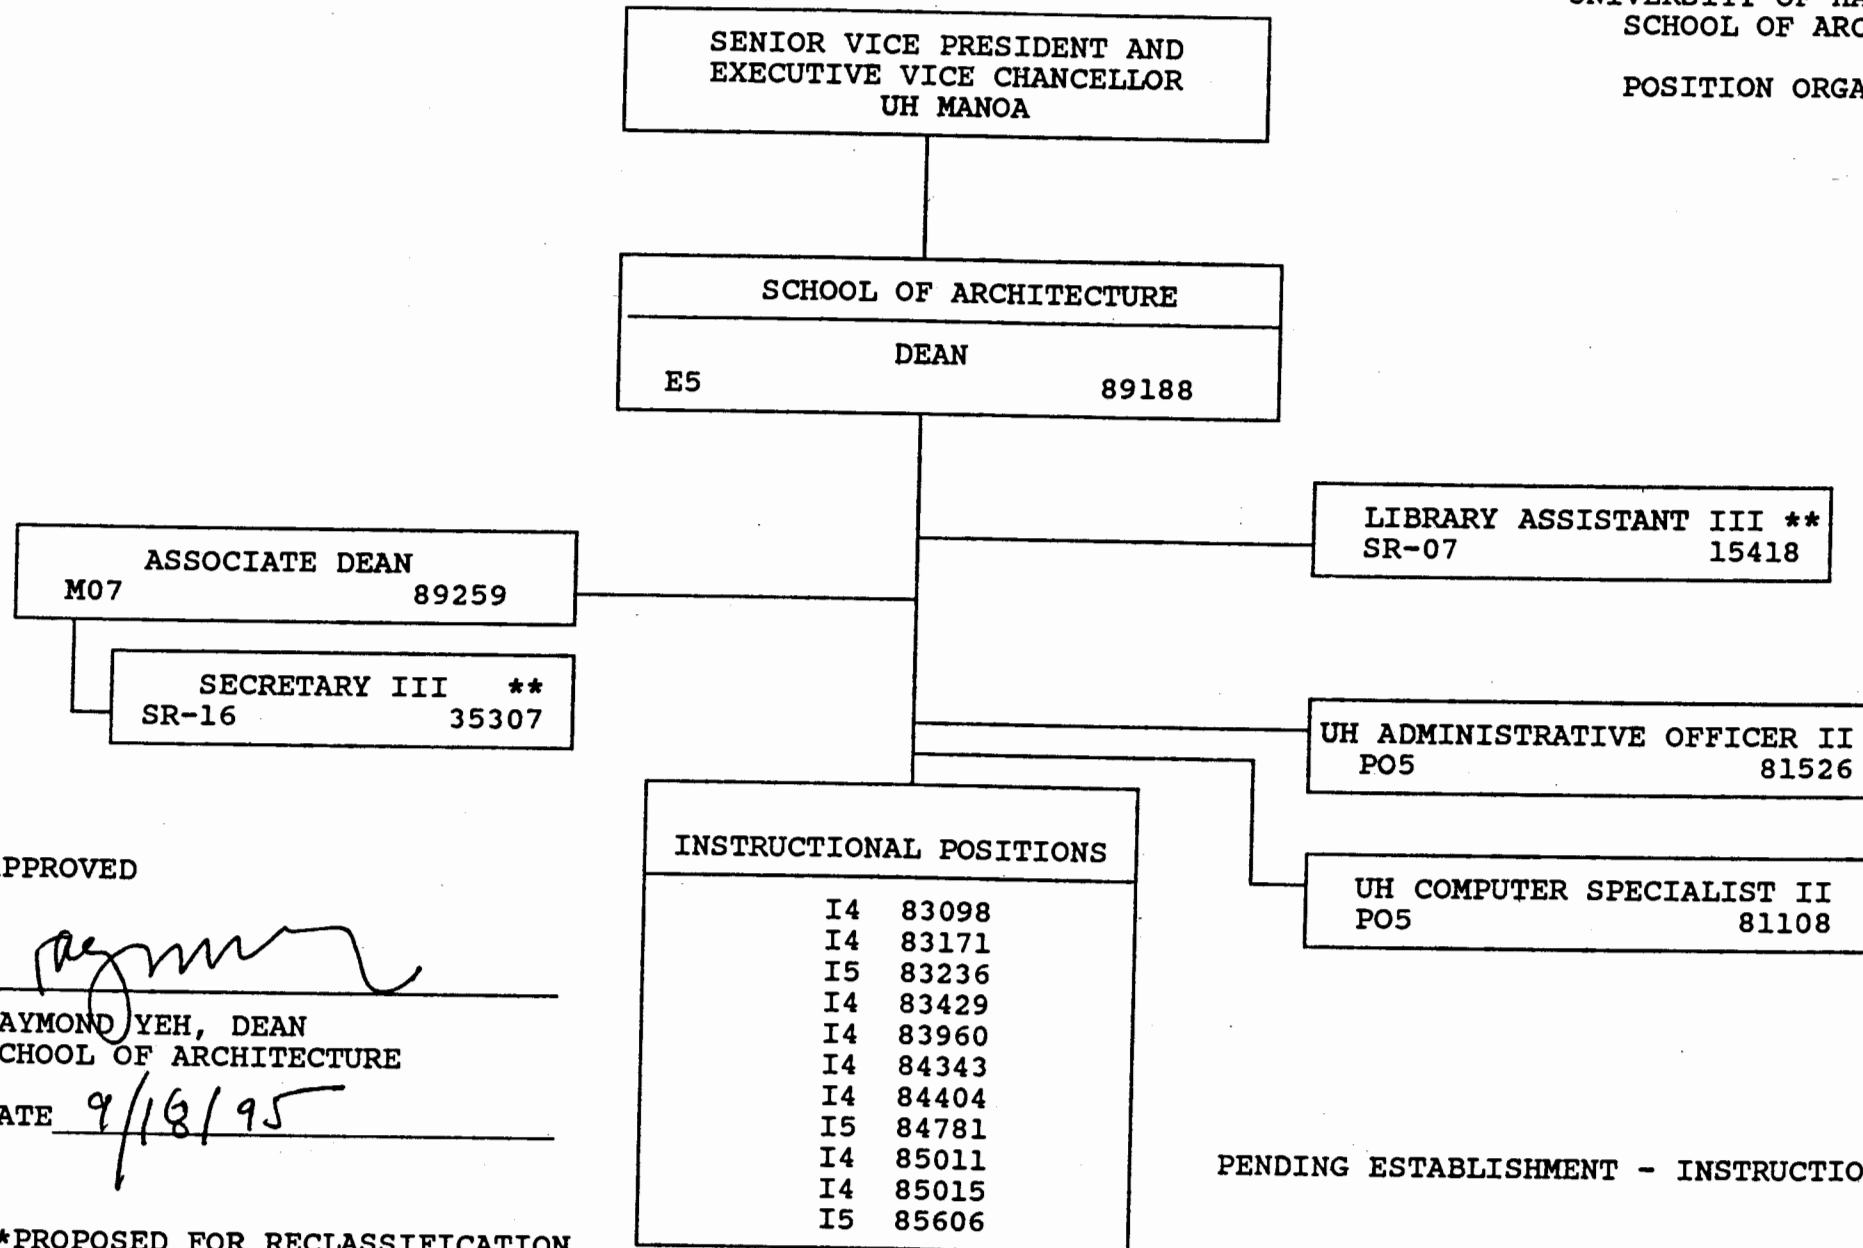 UNIVERSITY OF HA
SCHOOL OF ARC
POSITION ORGA
SENIOR VICE PRESIDENT AND
EXECUTIVE VICE CHANCELLOR
UH MANOA
SCHOOL OF ARCHITECTURE
DEAN
E5 89188
LIBRARY ASSISTANT III **
SR-07 15418
ASSOCIATE DEAN
M07 89259
SECRETARY III **
SR-16 35307
UH ADMINISTRATIVE OFFICER II
PO5 81526
UH COMPUTER SPECIALIST II
PO5 81108
INSTRUCTIONAL POSITIONS
I4 83098
I4 83171
I5 83236
I4 83429
I4 83960
I4 84343
I4 84404
I5 84781
I4 85011
I4 85015
I5 85606
PPROVED
AYMOND YEH, DEAN
CHOOL OF ARCHITECTURE
ATE 9/18/95
*PROPOSED FOR RECLASSIFICATION
PENDING ESTABLISHMENT - INSTRUCTIO